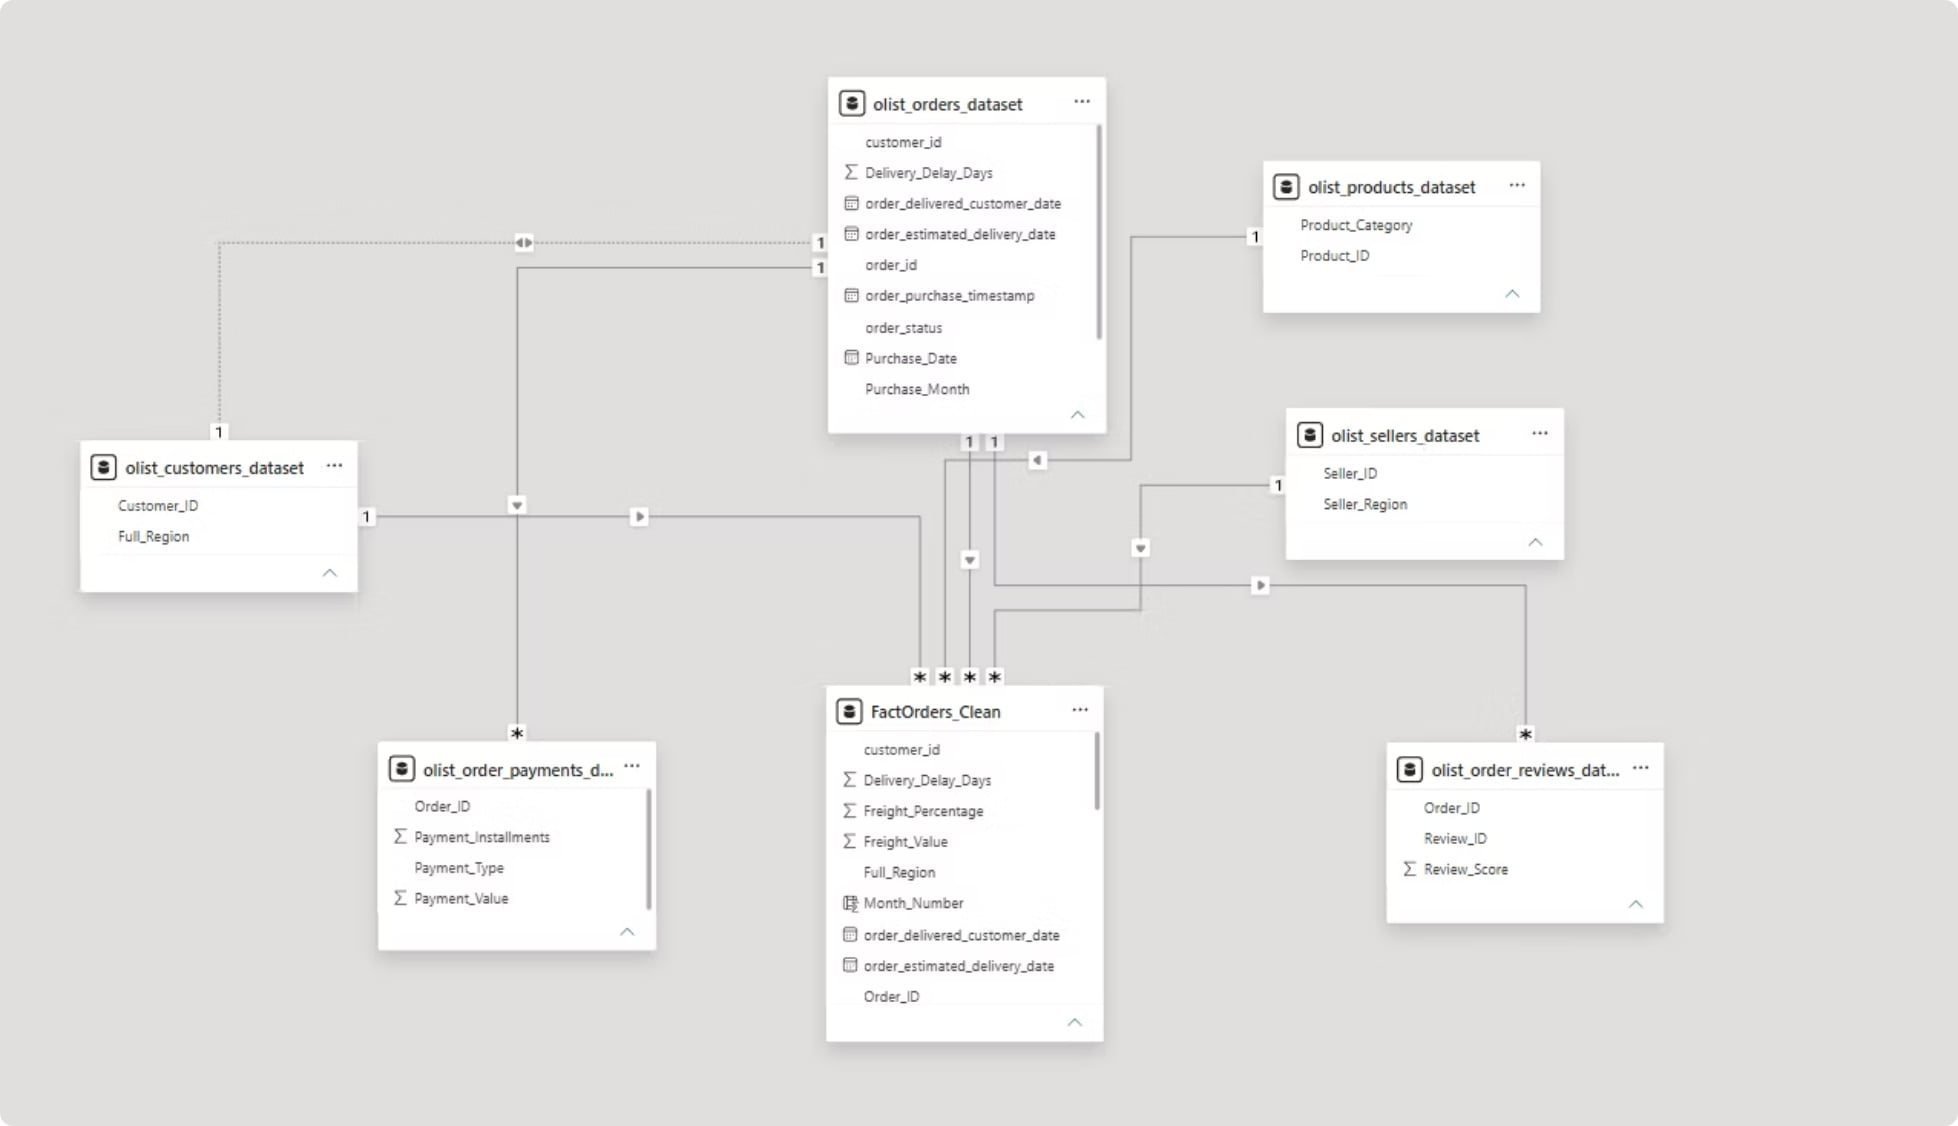 olist_orders_dataset ...
customer_id
Σ Delivery_Delay_Days
order_delivered_customer_date
order_estimated_delivery_date
order_id
order_purchase_timestamp
order_status
Purchase_Date
Purchase_Month
1
1
1 1
olist_products_dataset ...
Product_Category
Product_ID
1
olist_sellers_dataset ...
Seller_ID
Seller_Region
1
1
olist_customers_dataset ...
Customer_ID
Full_Region
1
* * * *
FactOrders_Clean ...
customer_id
Σ Delivery_Delay_Days
Σ Freight_Percentage
Σ Freight_Value
Full_Region
Month_Number
order_delivered_customer_date
order_estimated_delivery_date
Order_ID
*
olist_order_payments_d... ...
Order_ID
Σ Payment_Installments
Payment_Type
Σ Payment_Value
*
olist_order_reviews_dat... ...
Order_ID
Review_ID
Σ Review_Score